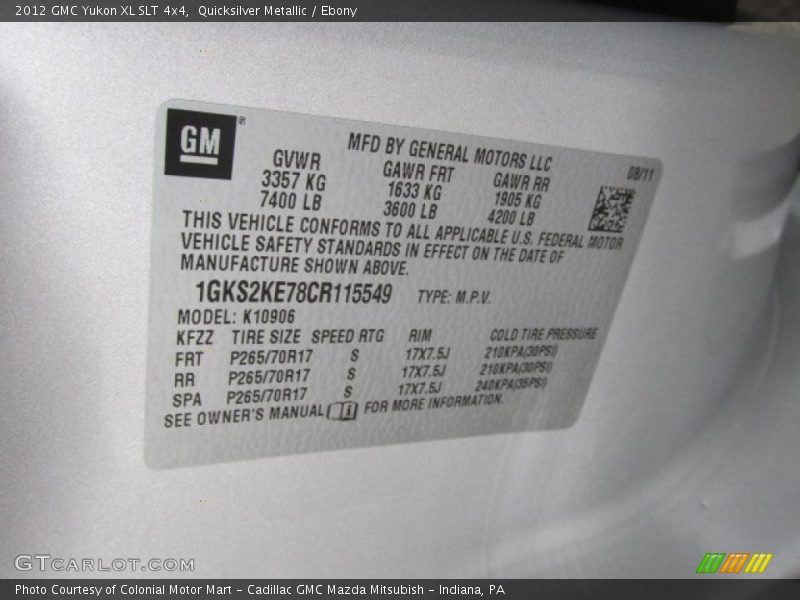 2012 GMC Yukon XL SLT 4x4,  Quicksilver Metallic / Ebony
GM ®
MFD BY GENERAL MOTORS LLC
08/11
GVWR GAWR FRT GAWR RR
3357 KG 1633 KG 1905 KG
7400 LB 3600 LB 4200 LB
THIS VEHICLE CONFORMS TO ALL APPLICABLE U.S. FEDERAL MOTOR
VEHICLE SAFETY STANDARDS IN EFFECT ON THE DATE OF
MANUFACTURE SHOWN ABOVE.
1GKS2KE78CR115549 TYPE: M.P.V.
MODEL: K10906
KFZZ TIRE SIZE SPEED RTG RIM COLD TIRE PRESSURE
FRT P265/70R17 S 17X7.5J 210KPA(30PSI)
RR P265/70R17 S 17X7.5J 210KPA(30PSI)
SPA P265/70R17 S 17X7.5J 240KPA(35PSI)
SEE OWNER'S MANUAL i FOR MORE INFORMATION.
GTCARLOT.COM
Photo Courtesy of Colonial Motor Mart - Cadillac GMC Mazda Mitsubish - Indiana, PA